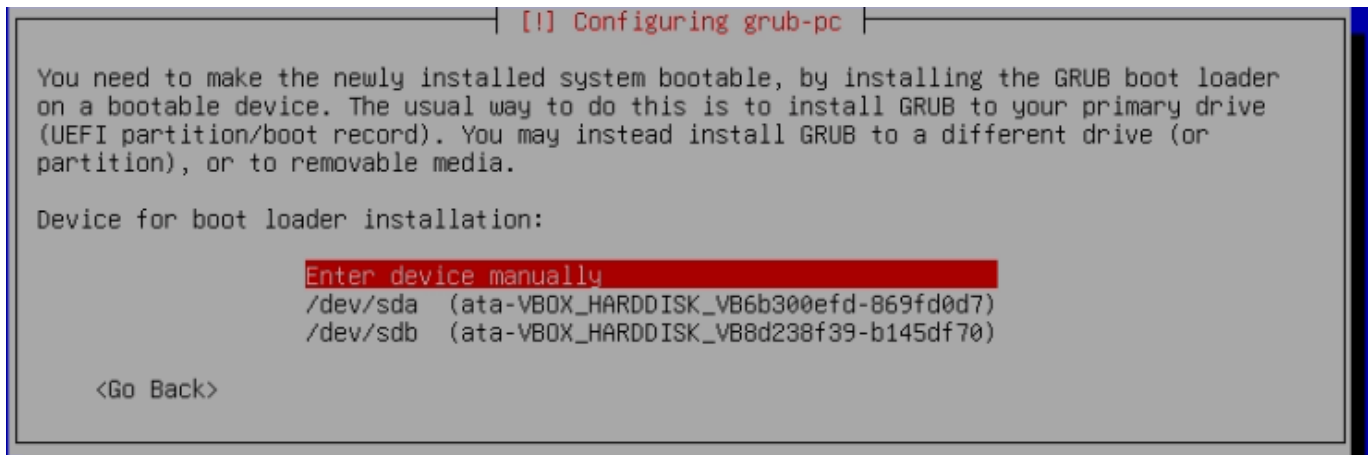 [!] Configuring grub-pc
You need to make the newly installed system bootable, by installing the GRUB boot loader
on a bootable device. The usual way to do this is to install GRUB to your primary drive
(UEFI partition/boot record). You may instead install GRUB to a different drive (or
partition), or to removable media.
Device for boot loader installation:
Enter device manually
/dev/sda (ata-VBOX_HARDDISK_VB6b300efd-869fd0d7)
/dev/sdb (ata-VBOX_HARDDISK_VB8d238f39-b145df70)
<Go Back>